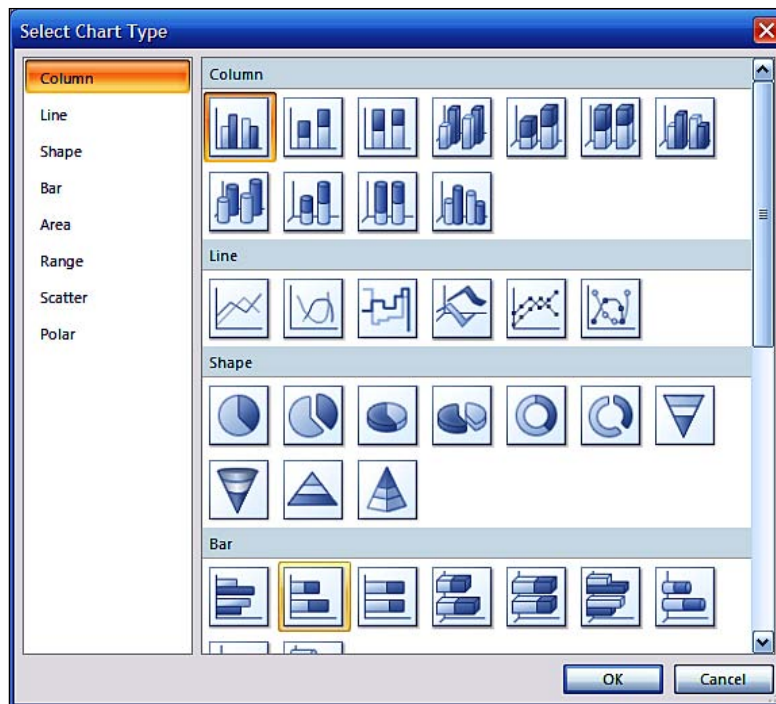 Select Chart Type
Column
Line
Shape
Bar
Area
Range
Scatter
Polar
Column
Line
Shape
Bar
OK
Cancel